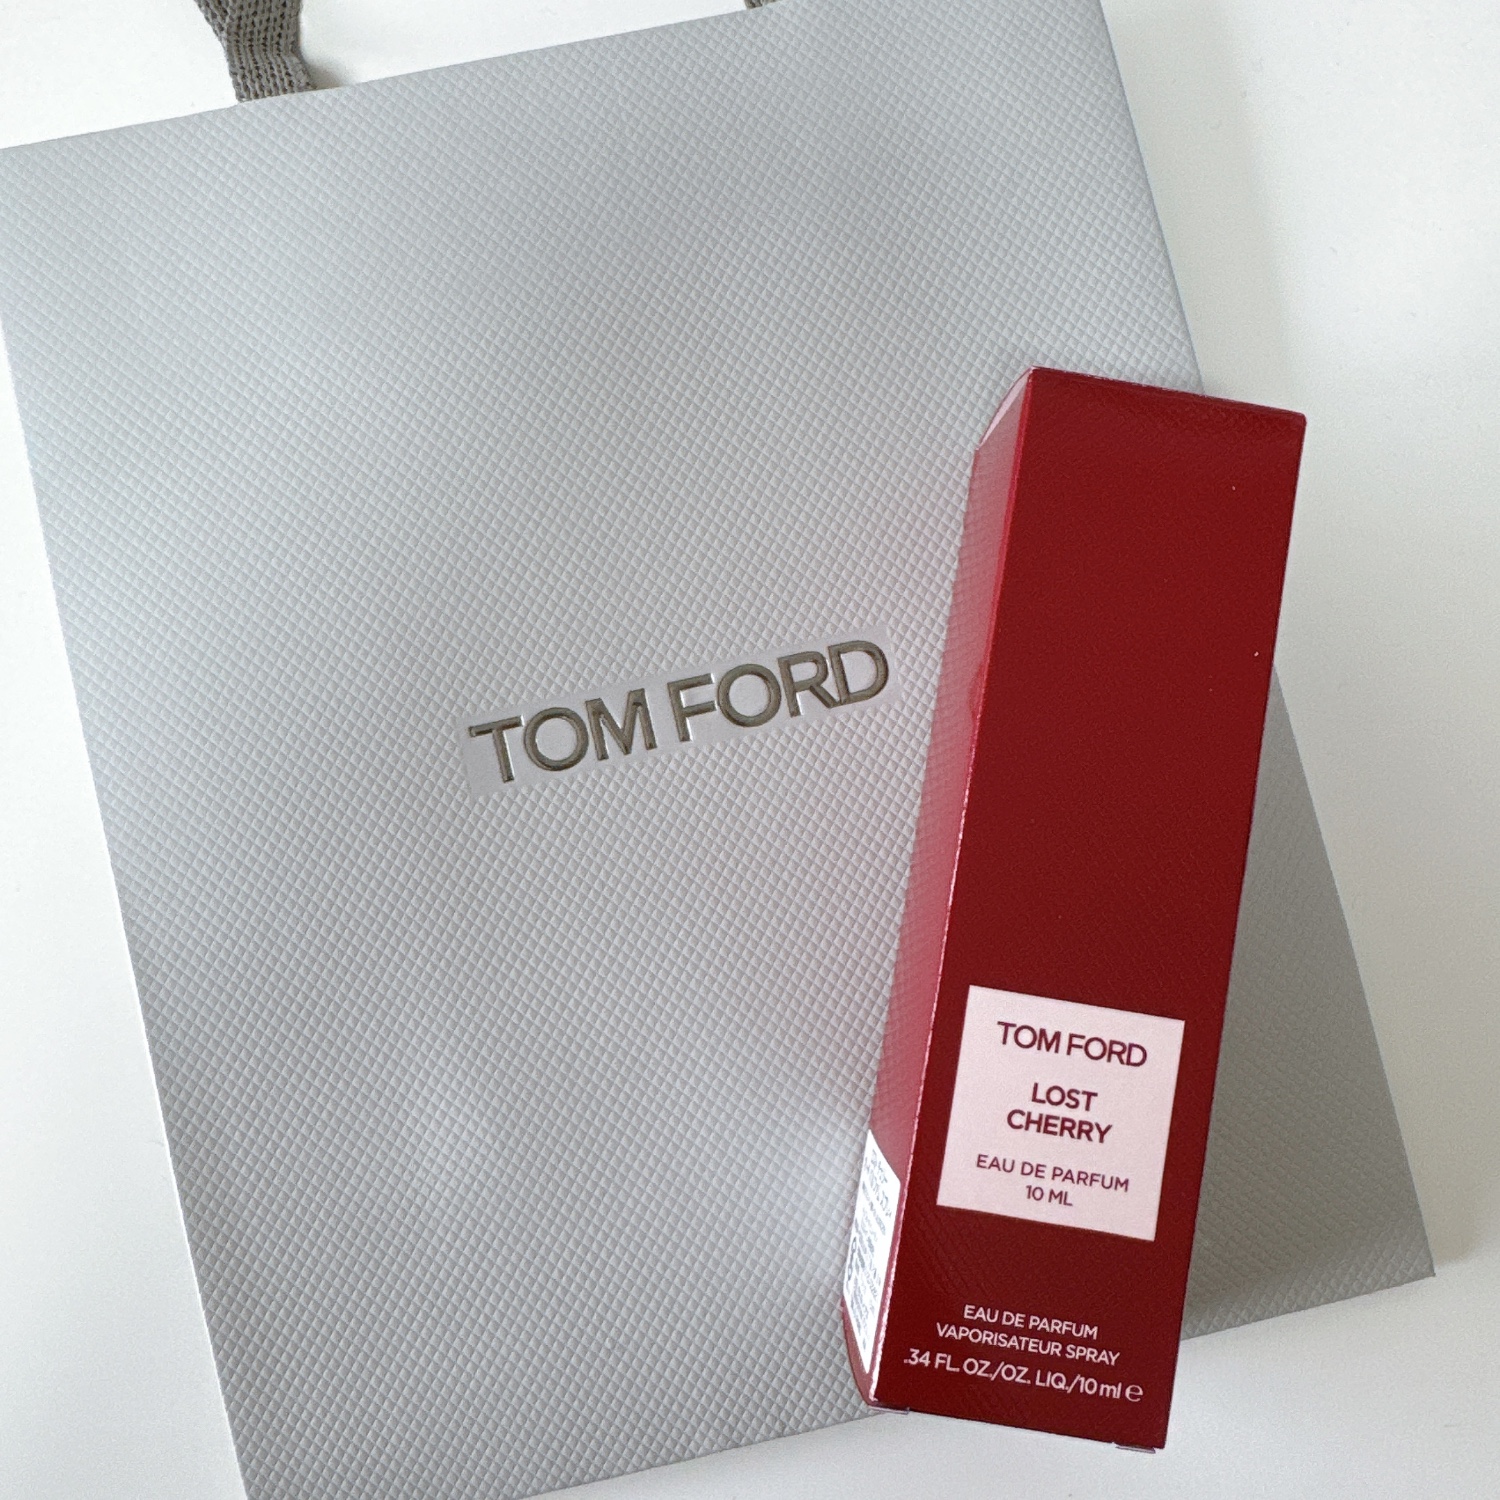 TOM FORD
TOM FORD
LOST
CHERRY
EAU DE PARFUM
10 ML
EAU DE PARFUM
VAPORISATEUR SPRAY
.34 FL. OZ./OZ. LIQ./10 ml ℮